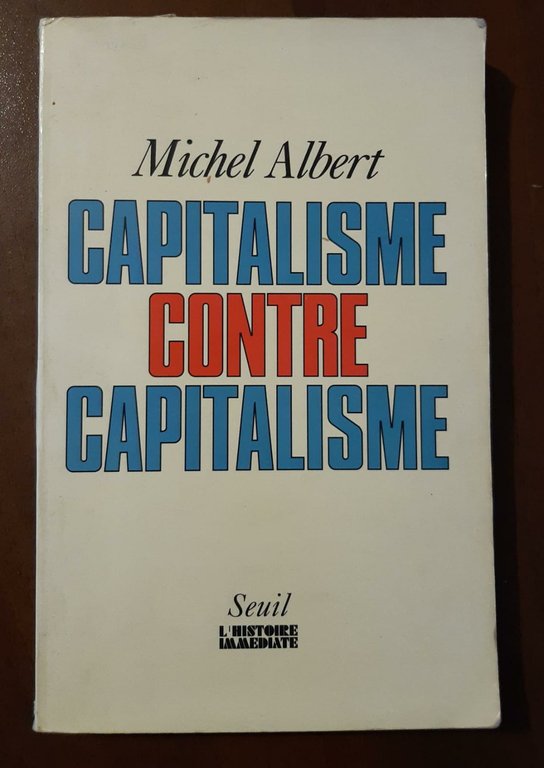 Michel Albert
CAPITALISME
CONTRE
CAPITALISME
Seuil
L'HISTOIRE
IMMEDIATE